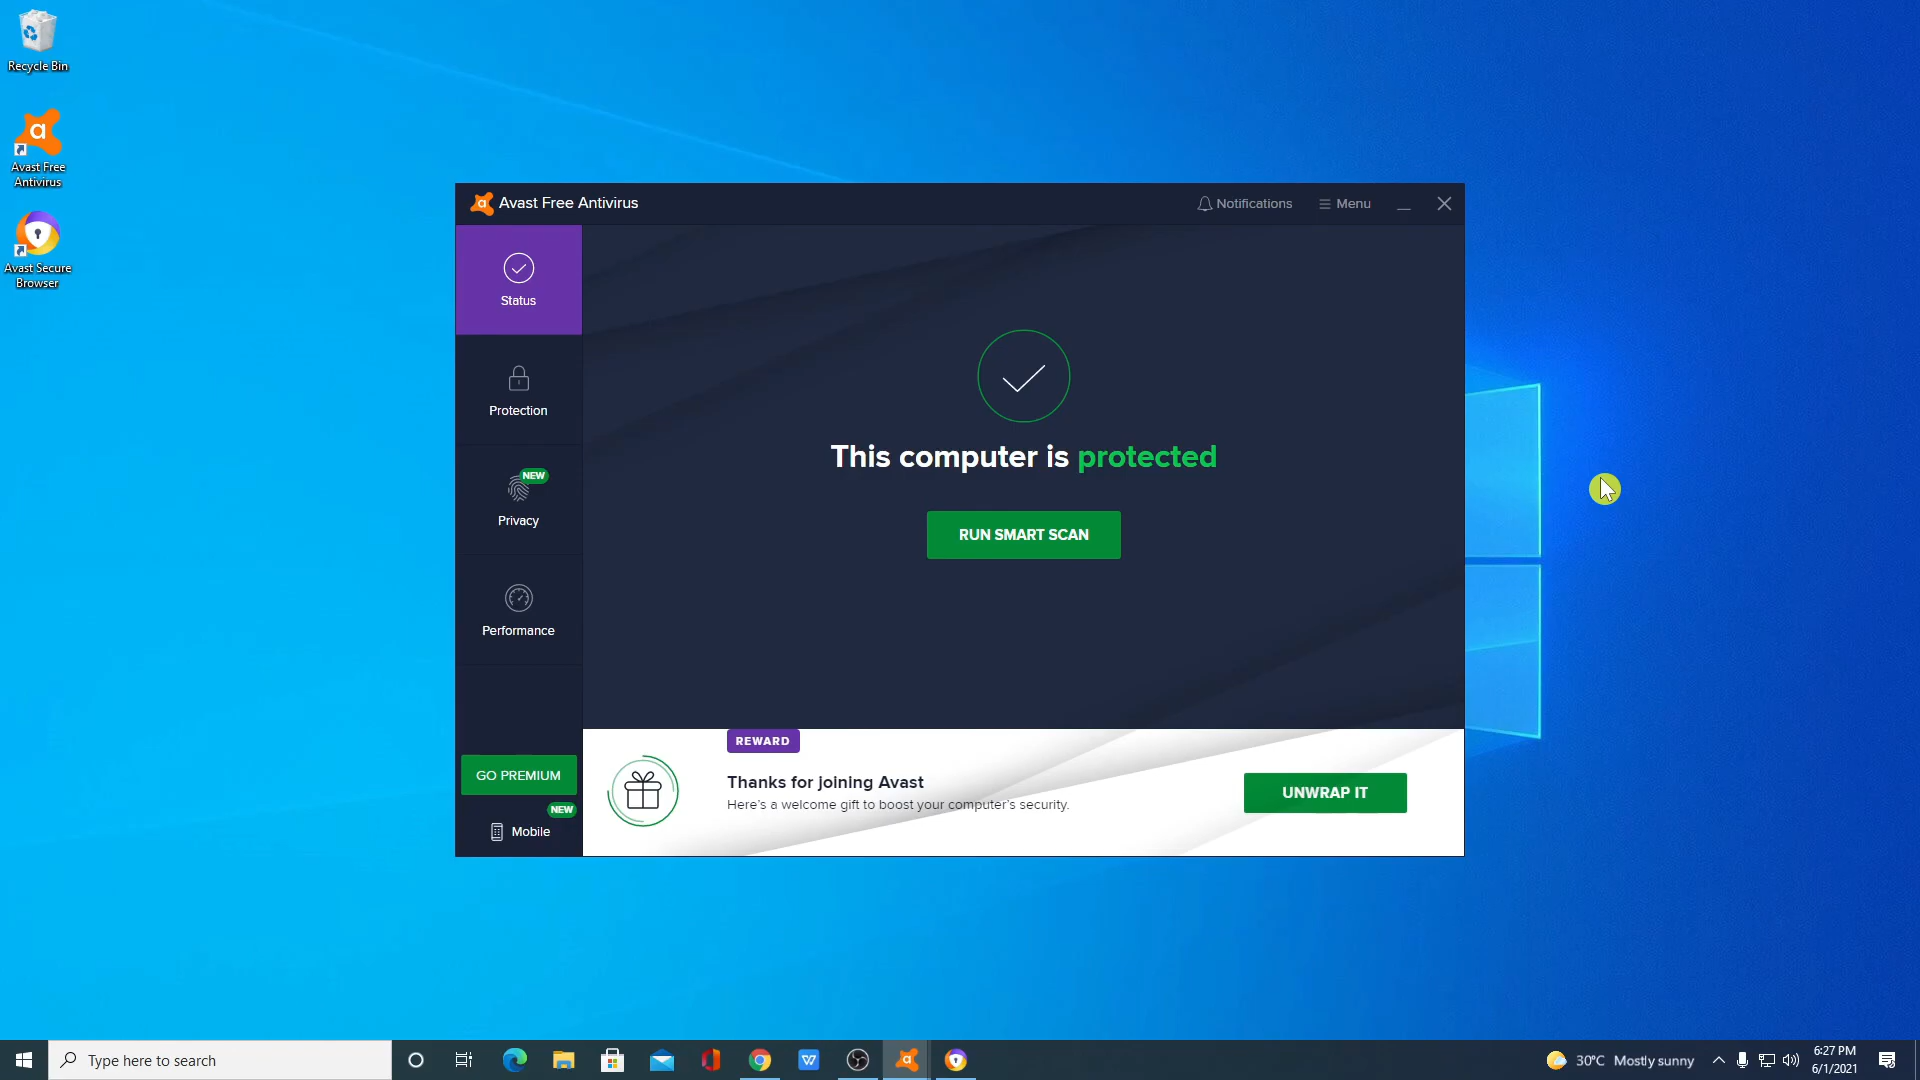 Recycle Bin
Avast Free
Antivirus
Avast Secure
Browser
Avast Free Antivirus
Notifications
Menu
Status
Protection
NEW
Privacy
Performance
GO PREMIUM
NEW
Mobile
This computer is protected
RUN SMART SCAN
REWARD
Thanks for joining Avast
Here's a welcome gift to boost your computer's security.
UNWRAP IT
Type here to search
30°C Mostly sunny
6:27 PM
6/1/2021